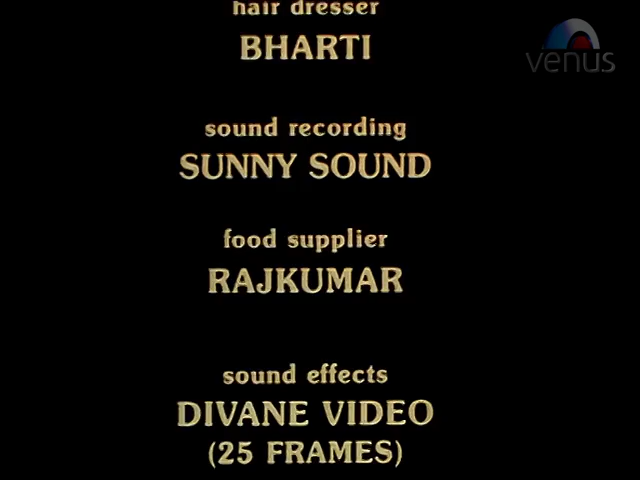 hair dresser
BHARTI
venus
sound recording
SUNNY SOUND
food supplier
RAJKUMAR
sound effects
DIVANE VIDEO
(25 FRAMES)